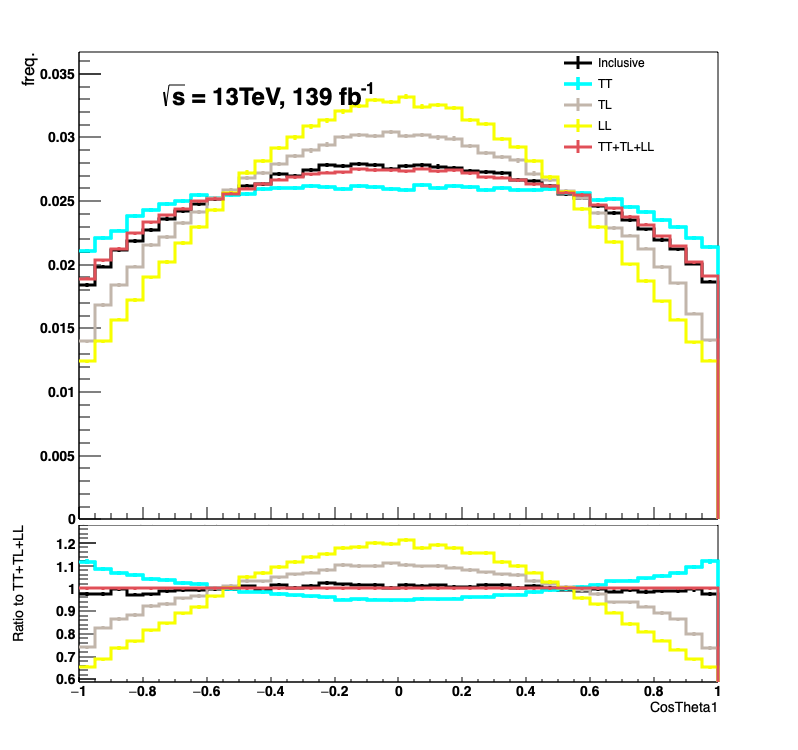 freq.
0.035
0.03
0.025
0.02
0.015
0.01
0.005
0
√s = 13TeV, 139 fb-1
Inclusive
TT
TL
LL
TT+TL+LL
Ratio to TT+TL+LL
1.2
1.1
1
0.9
0.8
0.7
0.6
−1 −0.8 −0.6 −0.4 −0.2 0 0.2 0.4 0.6 0.8 1
CosTheta1